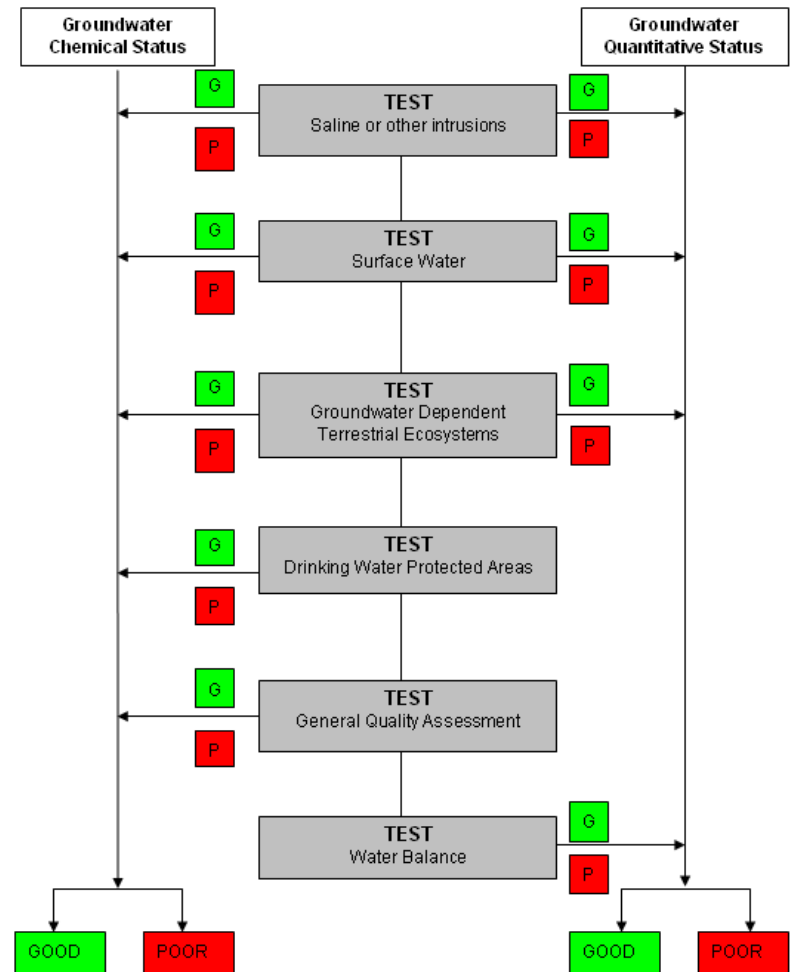 Groundwater
Chemical Status
Groundwater
Quantitative Status
G
P
TEST
Saline or other intrusions
G
P
G
P
TEST
Surface Water
G
P
G
P
TEST
Groundwater Dependent
Terrestrial Ecosystems
G
P
G
P
TEST
Drinking Water Protected Areas
G
P
TEST
General Quality Assessment
TEST
Water Balance
G
P
GOOD
POOR
GOOD
POOR